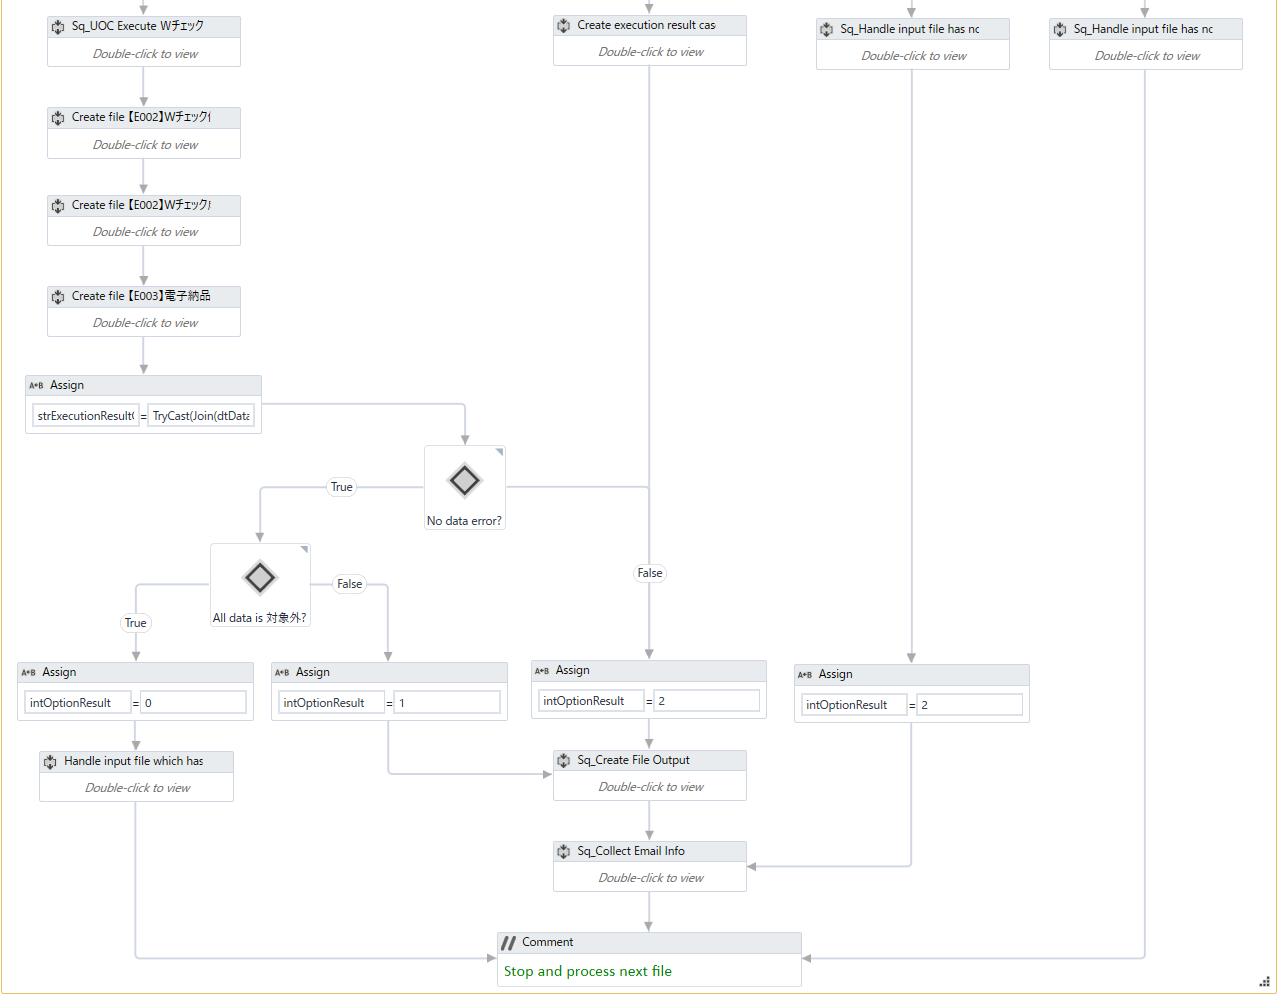 Sq_UOC Execute Wチェック
Double-click to view
Create execution result cas
Double-click to view
Sq_Handle input file has nc
Double-click to view
Sq_Handle input file has nc
Double-click to view
Create file【E002】Wチェック
Double-click to view
Create file【E002】Wチェック
Double-click to view
Create file【E003】電子納品
Double-click to view
A+B Assign
strExecutionResult = TryCast(Join(dtData
No data error?
True
False
All data is 対象外?
True
False
A+B Assign
intOptionResult = 0
A+B Assign
intOptionResult = 1
A+B Assign
intOptionResult = 2
A+B Assign
intOptionResult = 2
Handle input file which has
Double-click to view
Sq_Create File Output
Double-click to view
Sq_Collect Email Info
Double-click to view
// Comment
Stop and process next file